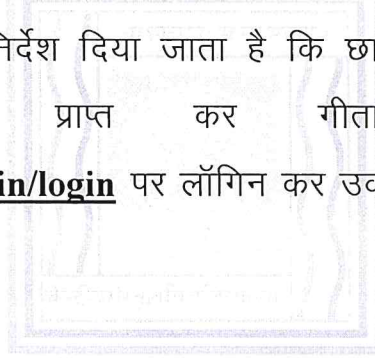 निर्देश दिया जाता है कि
प्राप्त कर गीता
in/login पर लॉगिन कर